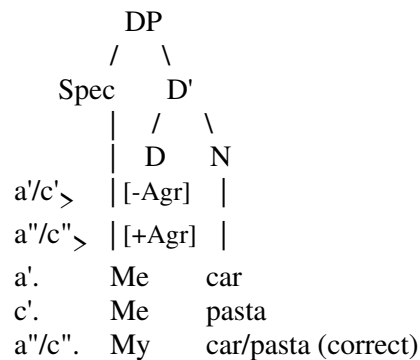 DP
/ \
Spec D'
| / \
| D N
a'/c'> | [-Agr] |
a"/c"> | [+Agr] |
a'. Me car
c'. Me pasta
a"/c". My car/pasta (correct)